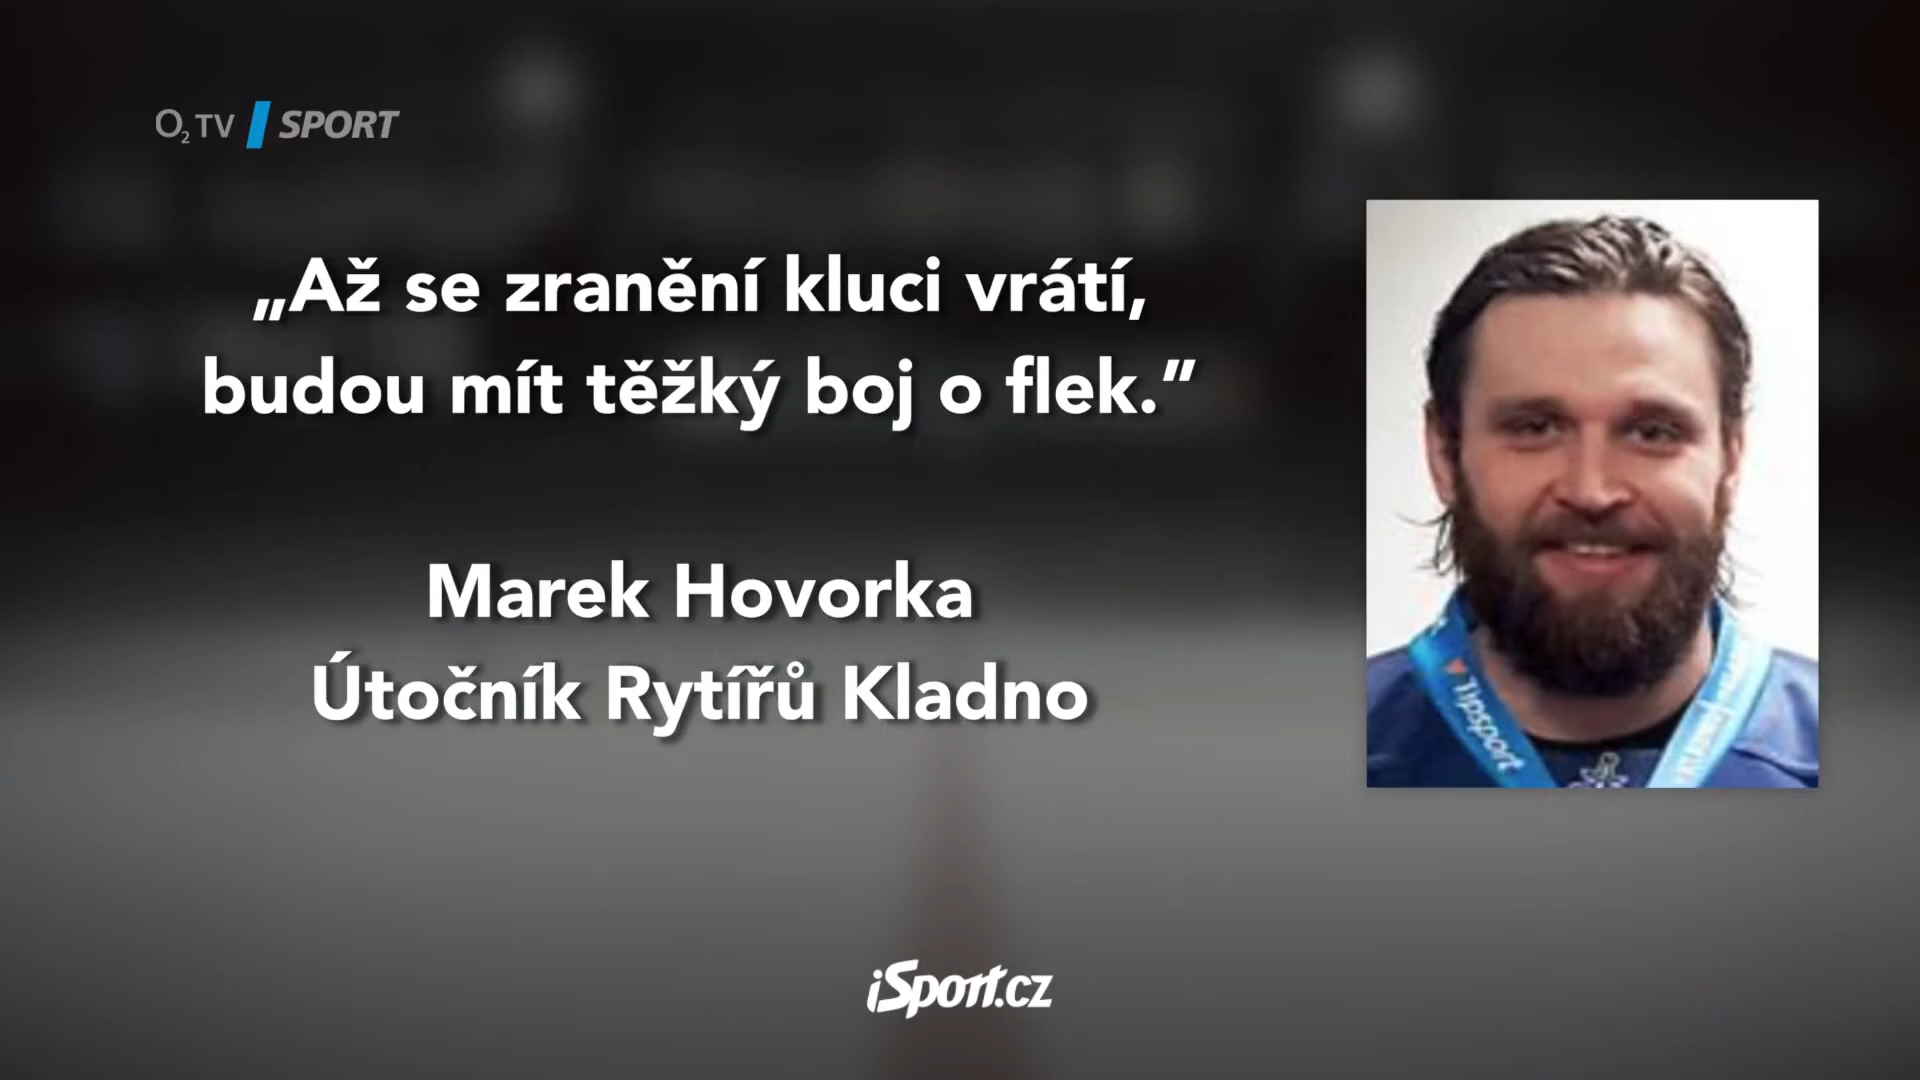 O2 TV SPORT
„Až se zranění kluci vrátí,
budou mít těžký boj o flek.”
Marek Hovorka
Útočník Rytířů Kladno
Tipsport
iSport.cz